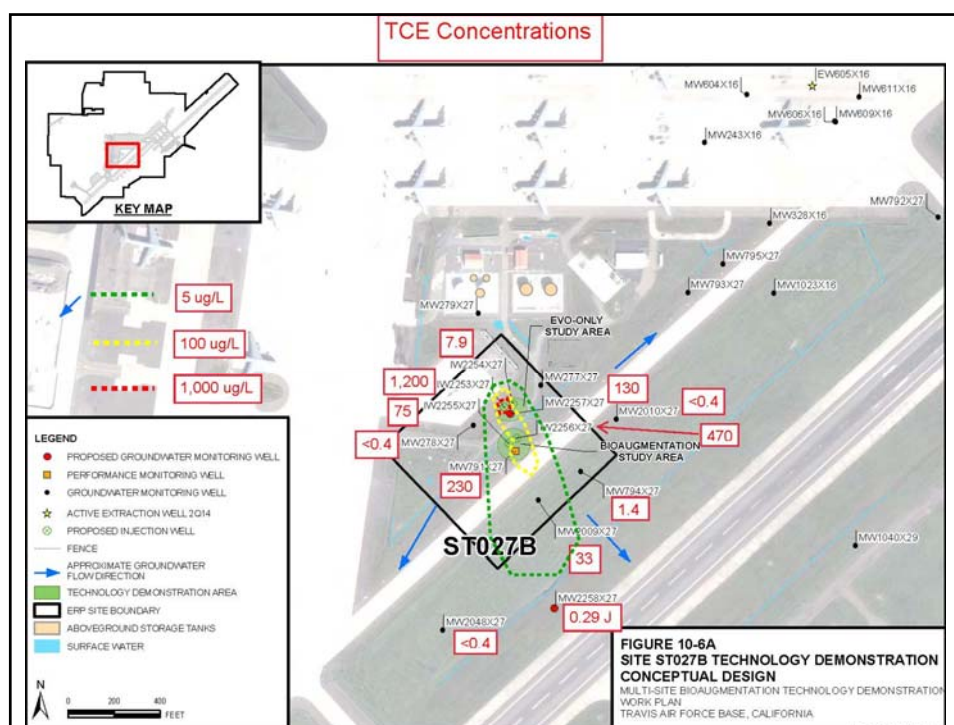 TCE Concentrations
KEY MAP
MW604X16
EW605X16
MW611X16
MW606X16
MW609X16
MW243X16
MW792X27
MW328X16
MW795X27
MW793X27
MW1023X16
5 ug/L
100 ug/L
1,000 ug/L
MW279X27
EVO-ONLY
STUDY AREA
7.9
IW2254X27
1,200
IW2253X27
MW277X27
130
75
IW2255X27
MW2257X27
<0.4
MW2010X27
<0.4
MW278X27
IW2256X27
470
BIOAUGMENTATION
STUDY AREA
MW791X27
230
MW794X27
1.4
MW2009X27
ST027B
33
MW1040X29
MW2258X27
0.29 J
MW2048X27
<0.4
LEGEND
PROPOSED GROUNDWATER MONITORING WELL
PERFORMANCE MONITORING WELL
GROUNDWATER MONITORING WELL
ACTIVE EXTRACTION WELL 2Q14
PROPOSED INJECTION WELL
FENCE
APPROXIMATE GROUNDWATER
FLOW DIRECTION
TECHNOLOGY DEMONSTRATION AREA
ERP SITE BOUNDARY
ABOVEGROUND STORAGE TANKS
SURFACE WATER
N
0 200 400
FEET
FIGURE 10-6A
SITE ST027B TECHNOLOGY DEMONSTRATION
CONCEPTUAL DESIGN
MULTI-SITE BIOAUGMENTATION TECHNOLOGY DEMONSTRATION
WORK PLAN
TRAVIS AIR FORCE BASE, CALIFORNIA